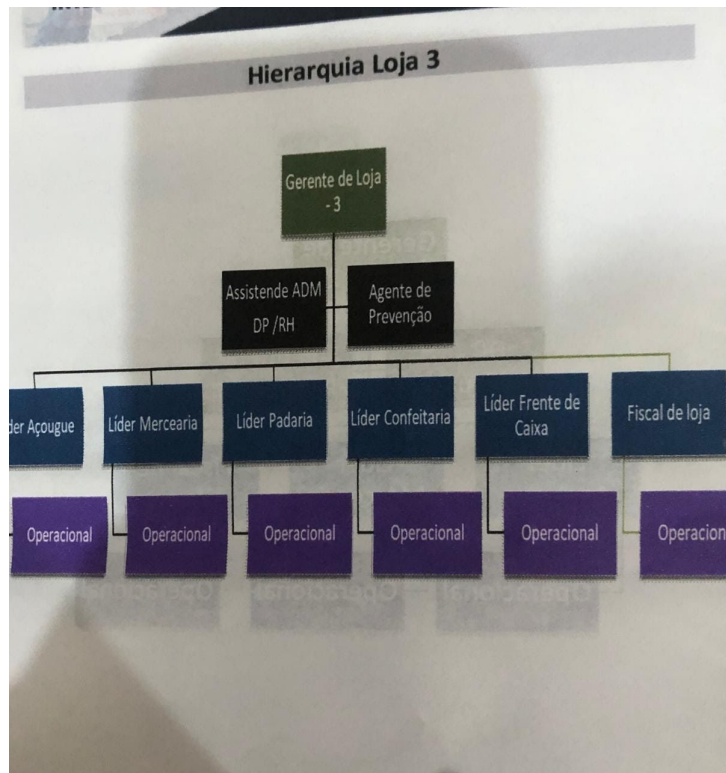 Hierarquia Loja 3
Gerente de Loja
- 3
Assistende ADM
DP /RH
Agente de
Prevenção
der Açougue
Líder Mercearia
Líder Padaria
Líder Confeitaria
Líder Frente de
Caixa
Fiscal de loja
Operacional
Operacional
Operacional
Operacional
Operacional
Operacion